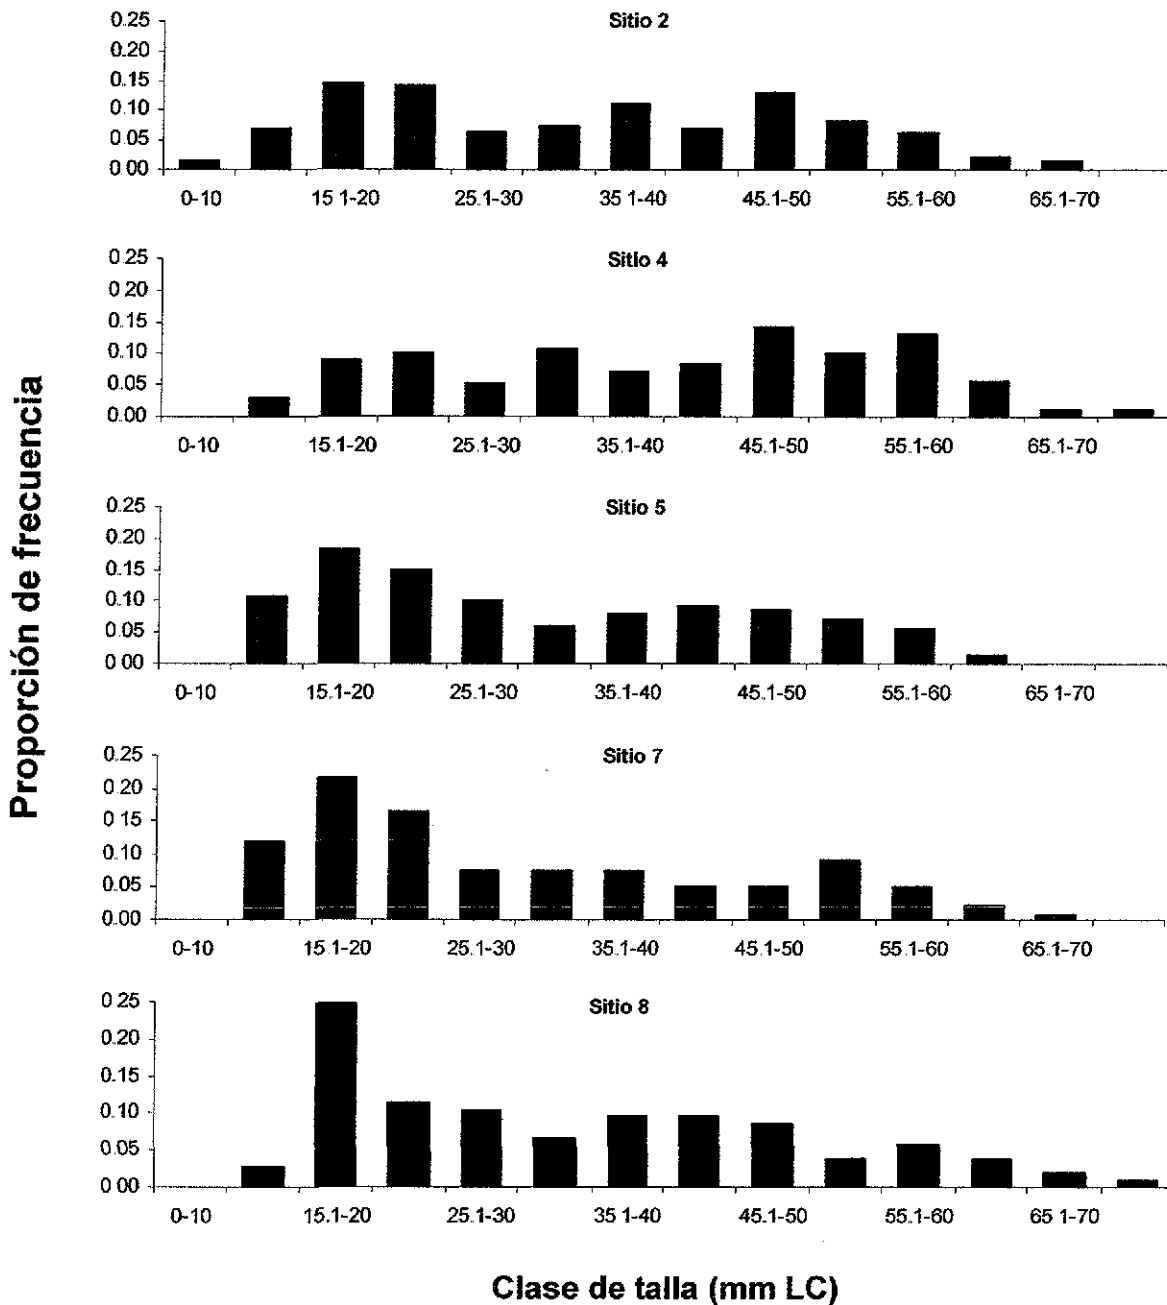 Proporción de frecuencia
Sitio 2
0.25
0.20
0.15
0.10
0.05
0.00
0-10 15 1-20 25.1-30 35 1-40 45.1-50 55.1-60 65.1-70
Sitio 4
0.25
0 20
0.15
0.10
0.05
0.00
0-10 15.1-20 25.1-30 35.1-40 45.1-50 55.1-60 65.1-70
Sitio 5
0.25
0.20
0.15
0.10
0.05
0 00
0-10 15.1-20 25.1-30 35.1-40 45.1-50 55.1-60 65 1-70
Sitio 7
0.25
0.20
0.15
0.10
0.05
0.00
0-10 15.1-20 25.1-30 35.1-40 45.1-50 55.1-60 65.1-70
Sitio 8
0.25
0.20
0.15
0.10
0.05
0 00
0-10 15.1-20 25.1-30 35 1-40 45.1-50 55.1-60 65 1-70
Clase de talla (mm LC)